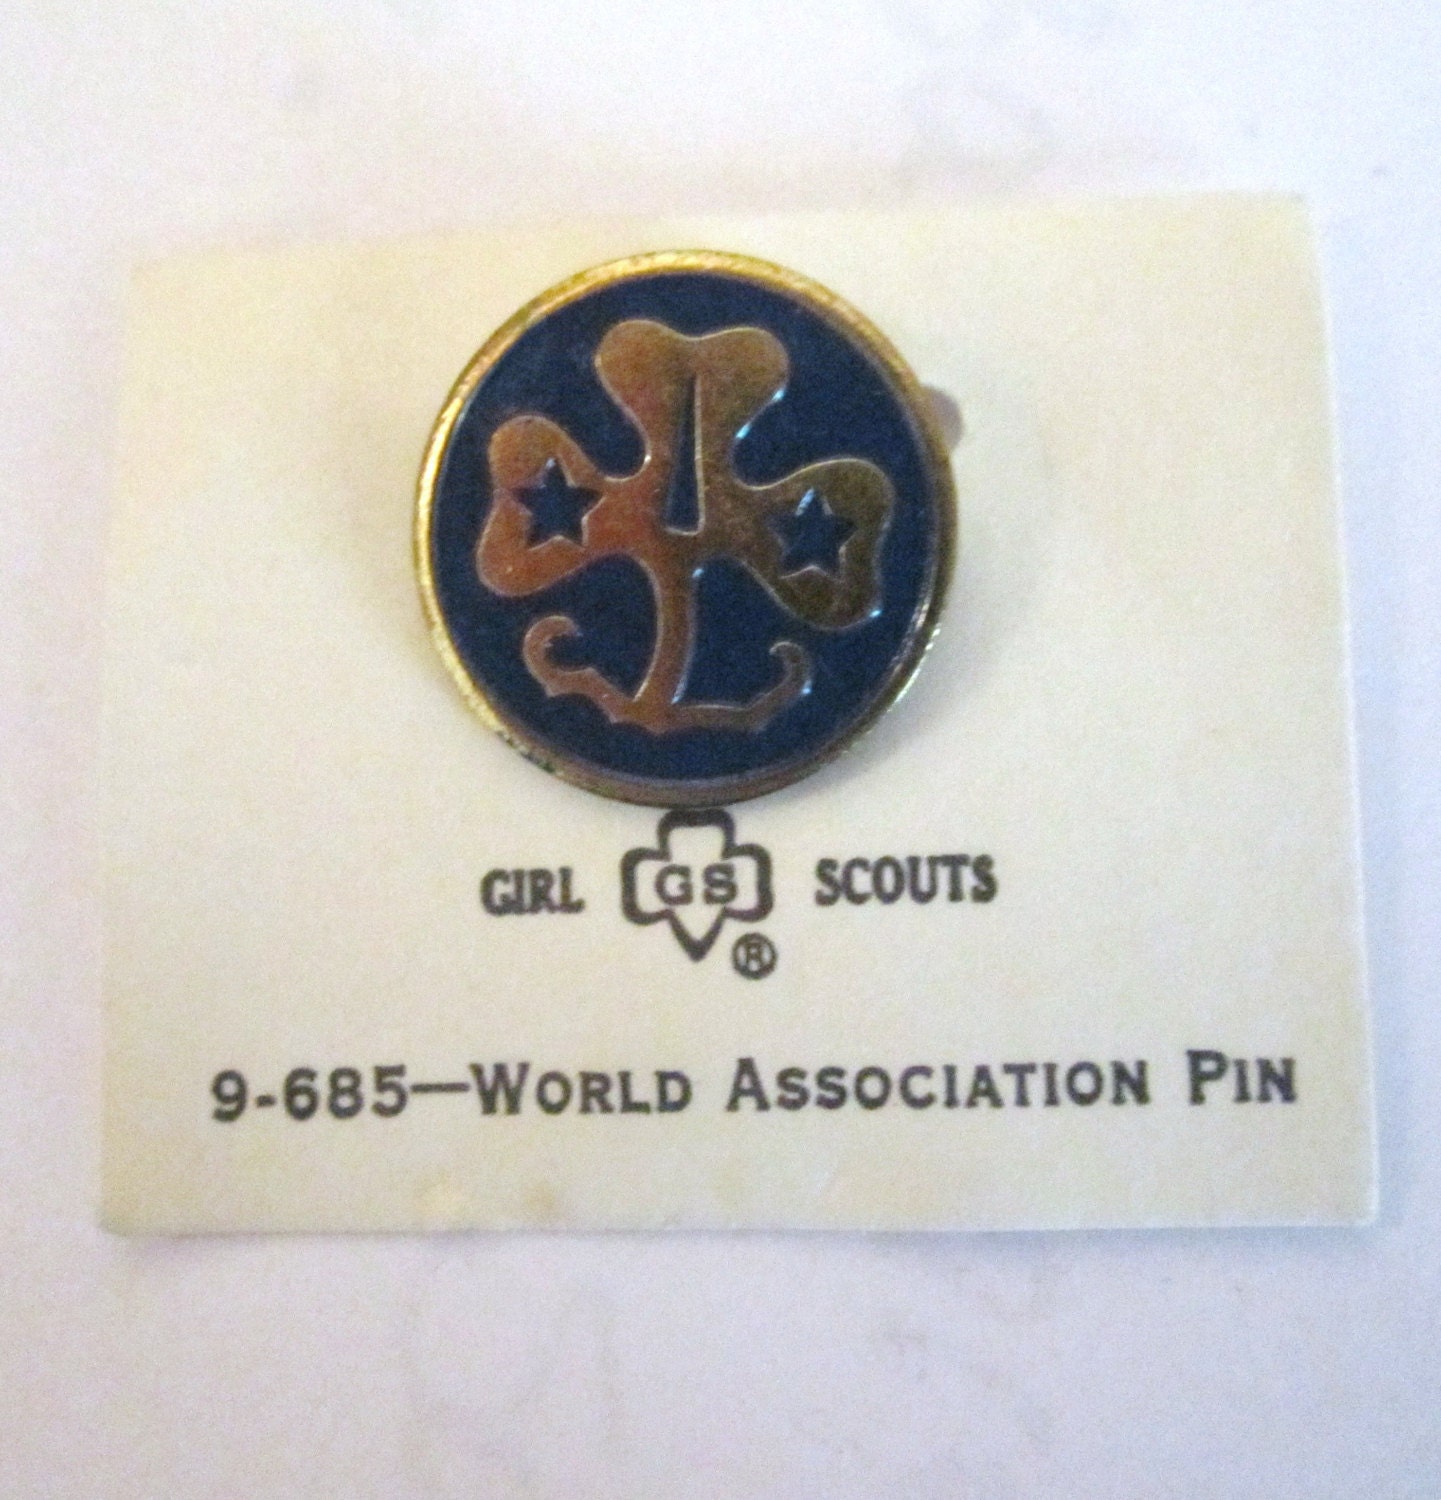 GIRL GS SCOUTS
®
9-685—WORLD ASSOCIATION PIN